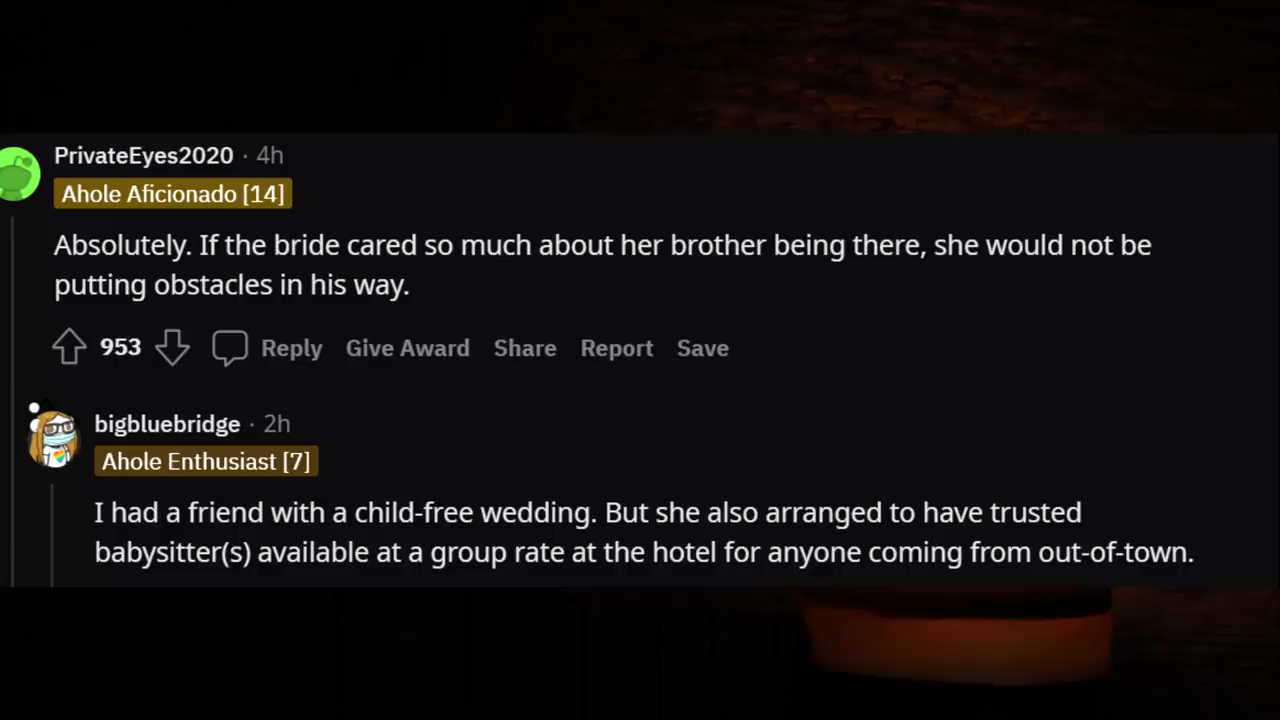 PrivateEyes2020 · 4h
Ahole Aficionado [14]
Absolutely. If the bride cared so much about her brother being there, she would not be
putting obstacles in his way.
953 Reply Give Award Share Report Save
bigbluebridge · 2h
Ahole Enthusiast [7]
I had a friend with a child-free wedding. But she also arranged to have trusted
babysitter(s) available at a group rate at the hotel for anyone coming from out-of-town.